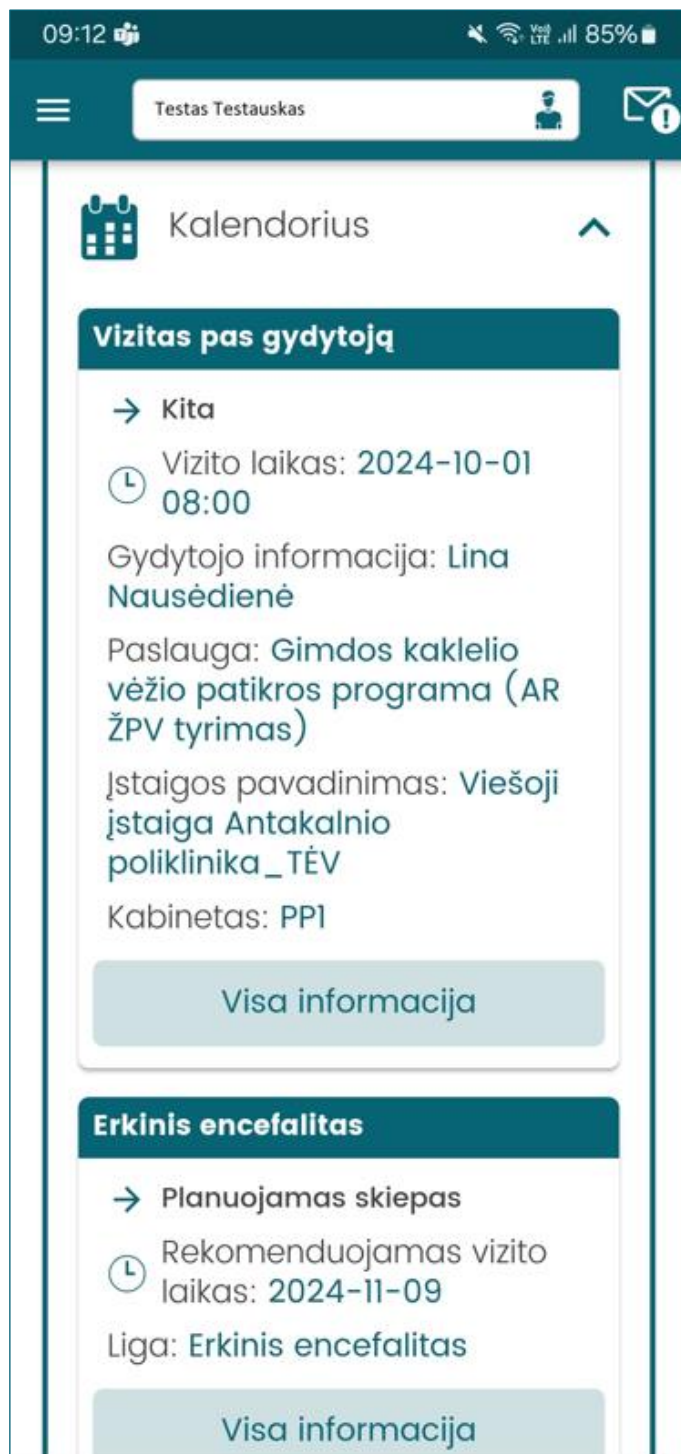 09:12 85%
Testas Testauskas
Kalendorius
Vizitas pas gydytoją
Kita
Vizito laikas: 2024-10-01
08:00
Gydytojo informacija: Lina
Nausėdienė
Paslauga: Gimdos kaklelio
vėžio patikros programa (AR
ŽPV tyrimas)
Įstaigos pavadinimas: Viešoji
įstaiga Antakalnio
poliklinika_TĖV
Kabinetas: PP1
Visa informacija
Erkinis encefalitas
Planuojamas skiepas
Rekomenduojamas vizito
laikas: 2024-11-09
Liga: Erkinis encefalitas
Visa informacija